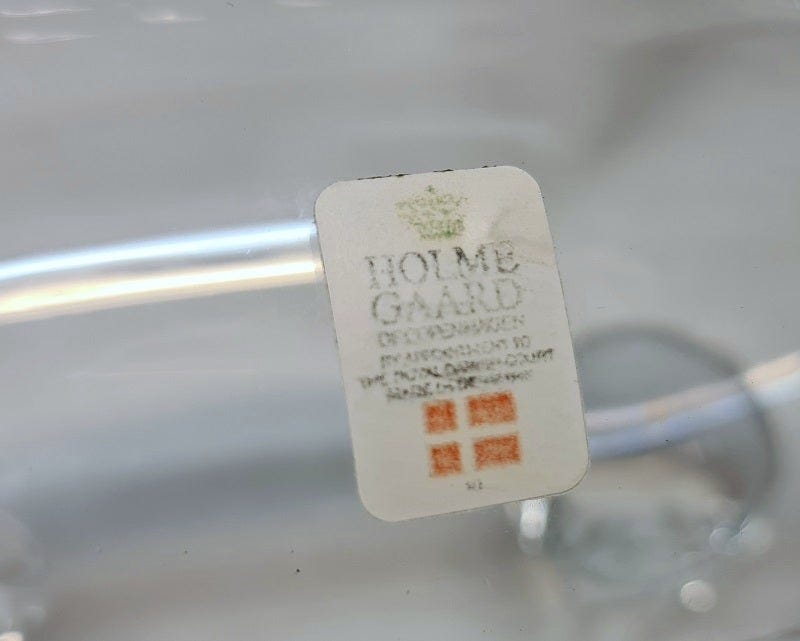 HOLME
GAARD
OF COPENHAGEN
BY APPOINTMENT TO
THE ROYAL DANISH COURT
MADE IN DENMARK